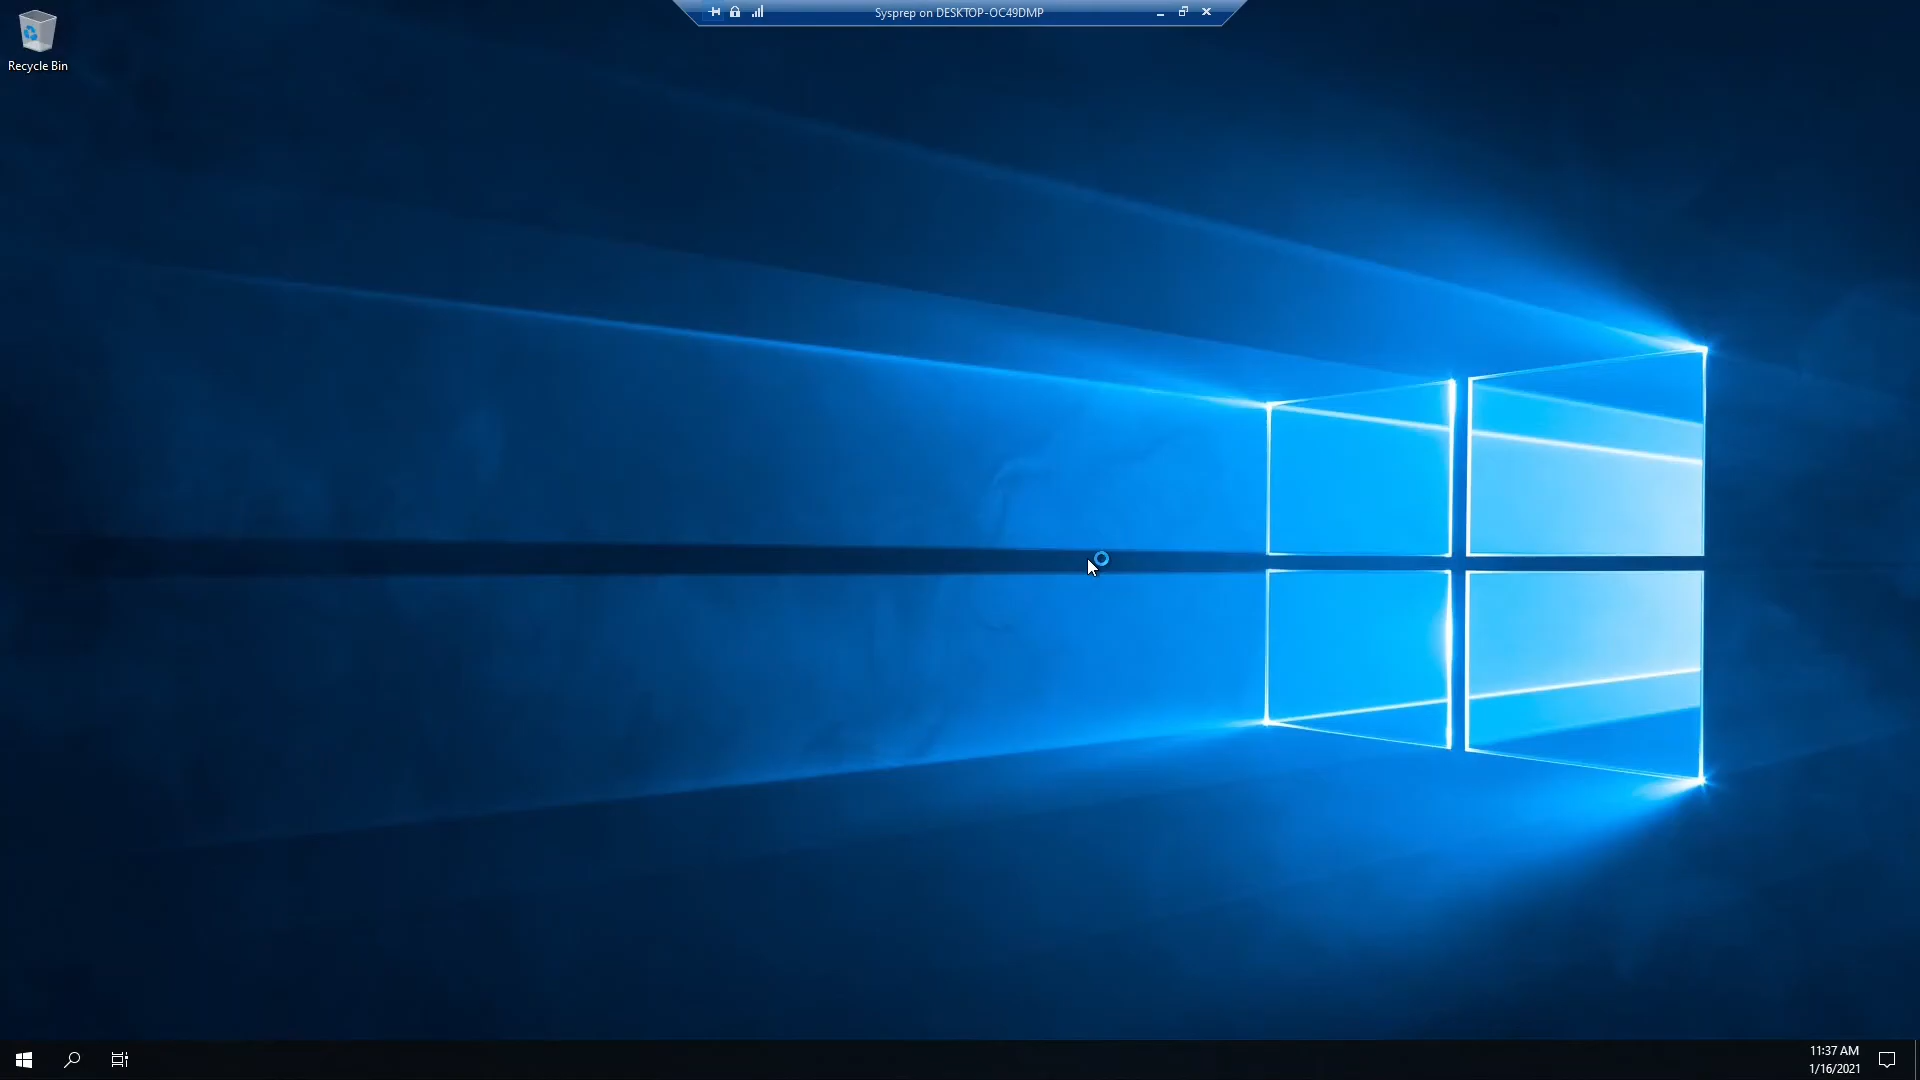 Sysprep on DESKTOP-OC49DMP
Recycle Bin
11:37 AM
1/16/2021